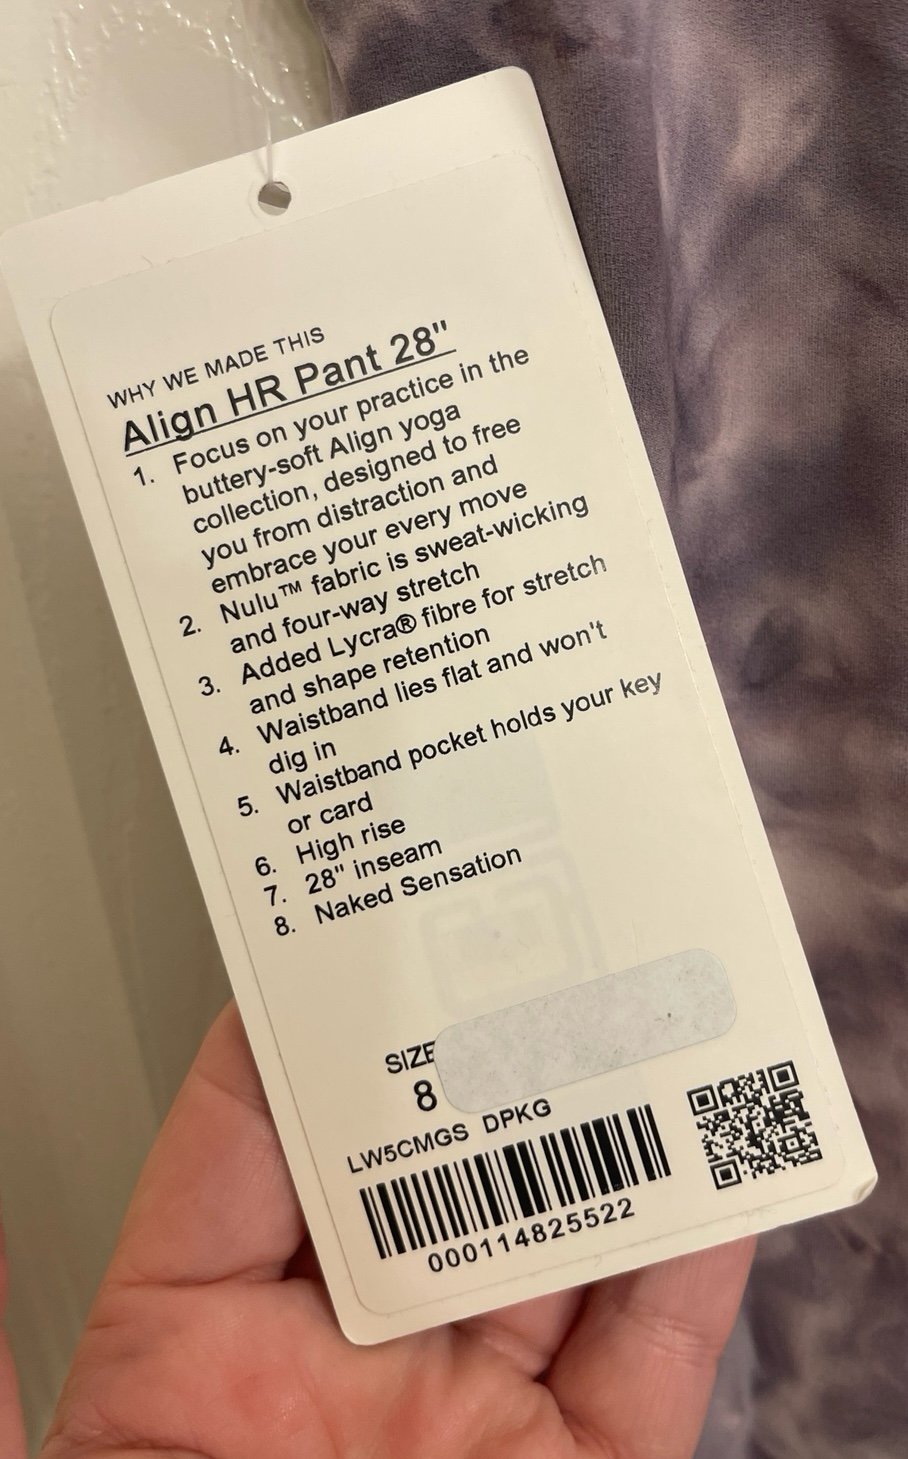 WHY WE MADE THIS
Align HR Pant 28"
1. Focus on your practice in the
buttery-soft Align yoga
collection, designed to free
you from distraction and
embrace your every move
2. Nulu™ fabric is sweat-wicking
and four-way stretch
3. Added Lycra® fibre for stretch
and shape retention
4. Waistband lies flat and won't
dig in
5. Waistband pocket holds your key
or card
6. High rise
7. 28" inseam
8. Naked Sensation
SIZE
8
LW5CMGS DPKG
000114825522